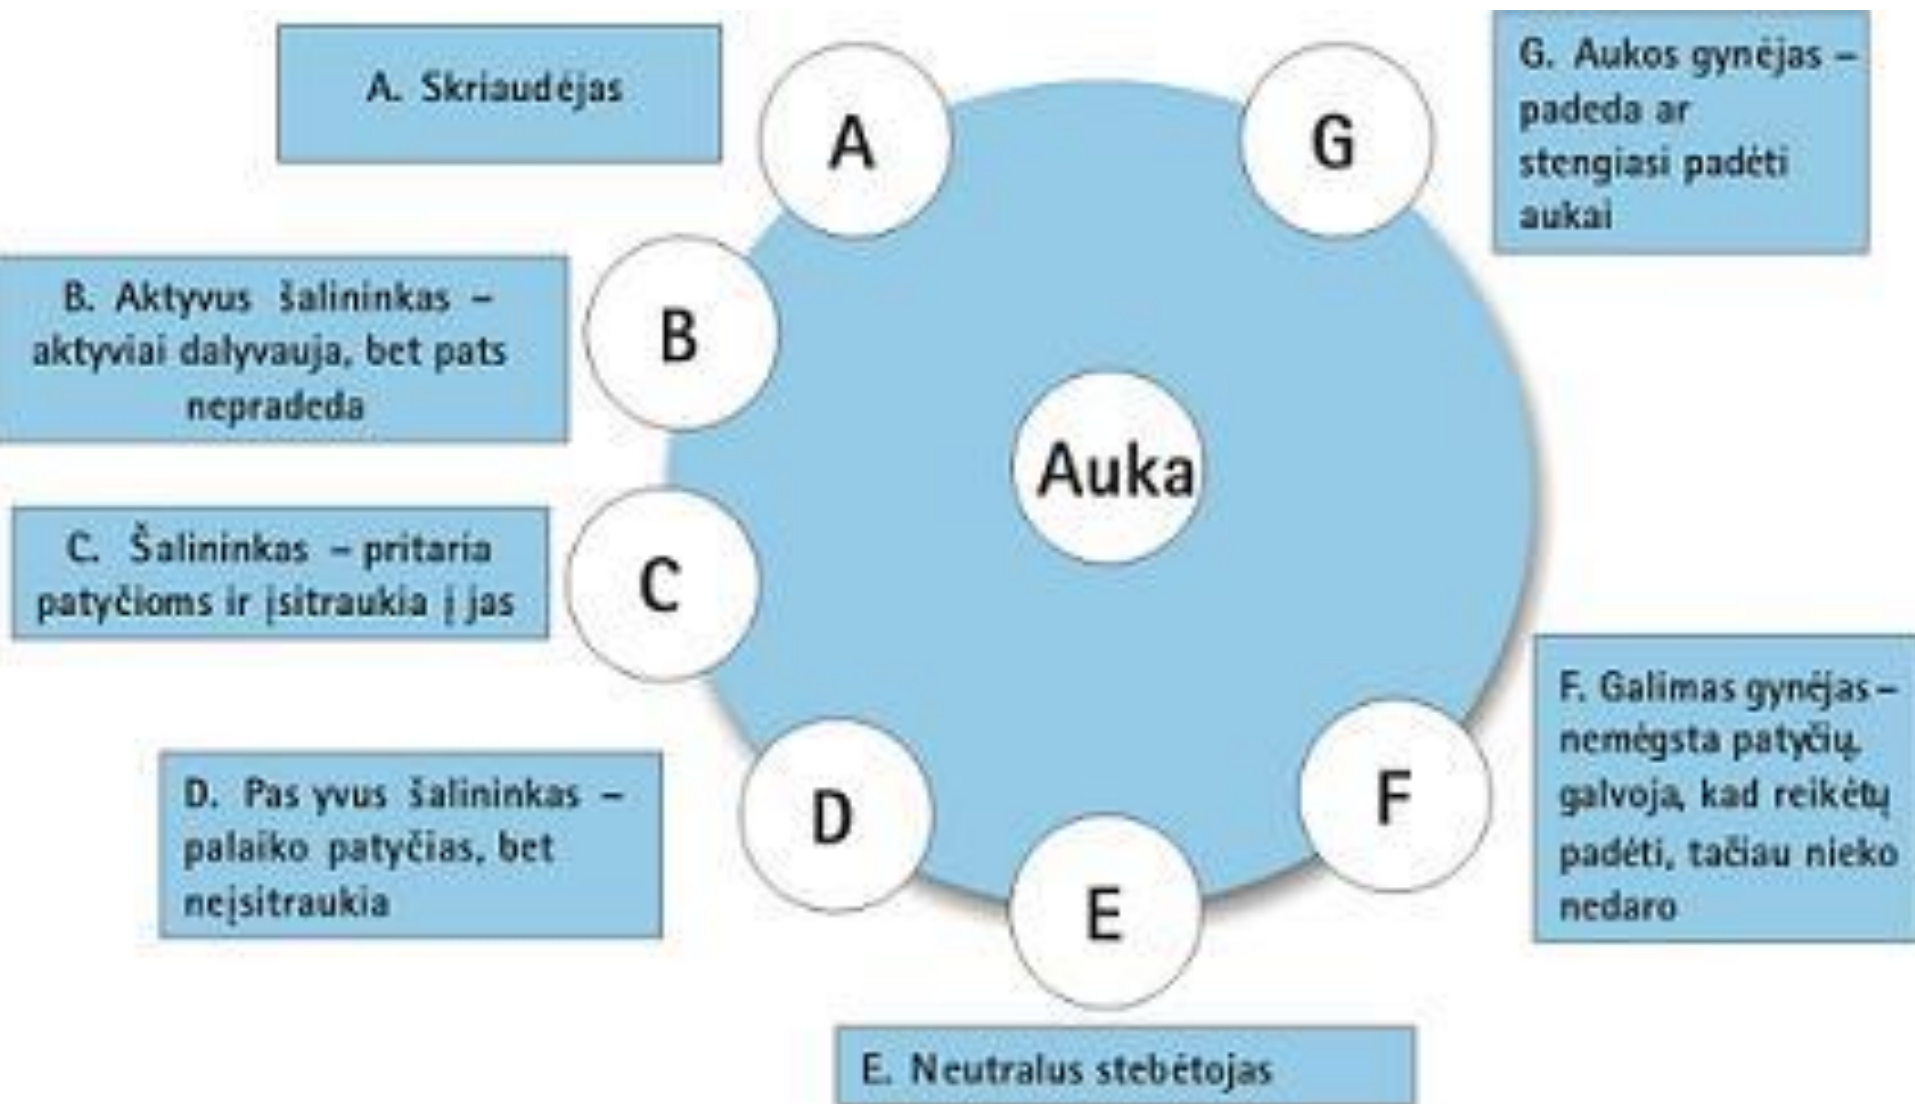 A. Skriaudėjas
A
G
G. Aukos gynėjas –
padeda ar
stengiasi padėti
aukai
B. Aktyvus šalininkas –
aktyviai dalyvauja, bet pats
nepradeda
B
Auka
C. Šalininkas – pritaria
patyčioms ir įsitraukia į jas
C
D. Pas yvus šalininkas –
palaiko patyčias, bet
neįsitraukia
D
E
F
F. Galimas gynėjas –
nemėgsta patyčių,
galvoja, kad reikėtų
padėti, tačiau nieko
nedaro
E. Neutralus stebėtojas